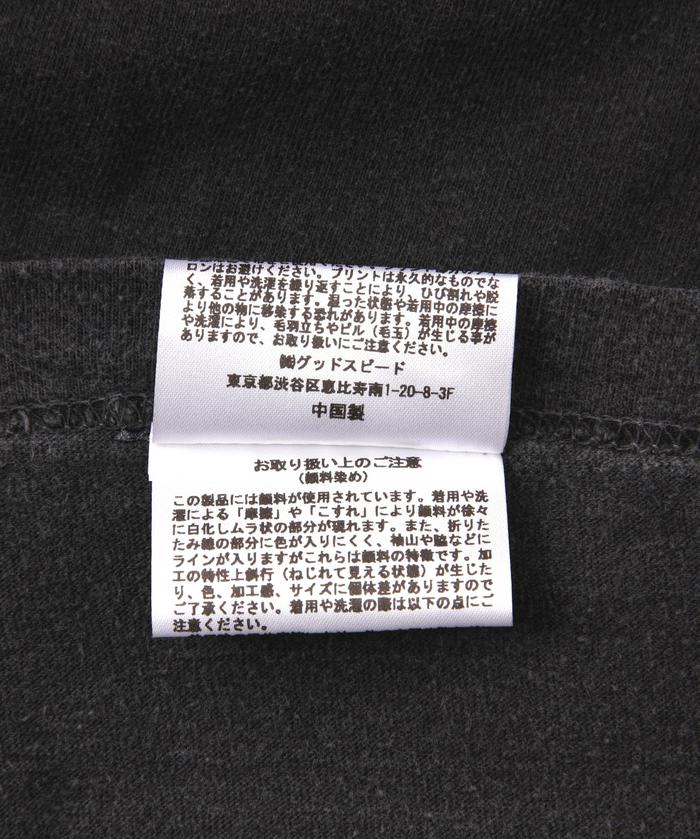 ロンはお避けください。プリントは永久的なものでな
く、着用や洗濯を繰り返すことにより、ひび割れや脱
落することがあります。湿った状態や着用中の摩擦に
より他の物に移染する恐れがあります。着用中の摩擦
や洗濯により、毛羽立ちやピル（毛玉）が生じる事が
ありますので、お取り扱いにご注意ください。
㈱グッドスピード
東京都渋谷区恵比寿南1-20-8-3F
中国製
お取り扱い上のご注意
（顔料染め）
この製品には顔料が使用されています。着用や洗
濯による「摩擦」や「こすれ」により顔料が徐々
に白化しムラ状の部分が現れます。また、折りた
たみ線の部分に色が入りにくく、袖山や脇などに
ラインが入りますがこれらは顔料の特徴です。加
工の特性上斜行（ねじれて見える状態）が生じた
り、色、加工感、サイズに個体差がありますので
ご了承ください。着用や洗濯の際は以下の点にご
注意ください。